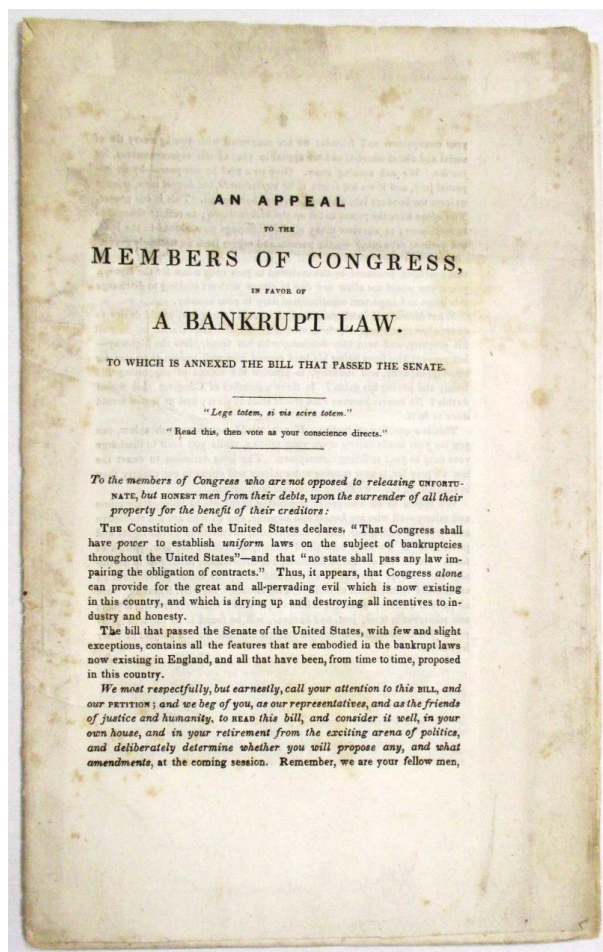 AN APPEAL
TO THE
MEMBERS OF CONGRESS,
IN FAVOR OF
A BANKRUPT LAW.
TO WHICH IS ANNEXED THE BILL THAT PASSED THE SENATE.
"Lege totem, si vis scire totem."
"Read this, then vote as your conscience directs."
To the members of Congress who are not opposed to releasing UNFORTU-
NATE, but HONEST men from their debts, upon the surrender of all their
property for the benefit of their creditors:
THE Constitution of the United States declares, "That Congress shall
have power to establish uniform laws on the subject of bankruptcies
throughout the United States"—and that "no state shall pass any law im-
pairing the obligation of contracts." Thus, it appears, that Congress alone
can provide for the great and all-pervading evil which is now existing
in this country, and which is drying up and destroying all incentives to in-
dustry and honesty.
The bill that passed the Senate of the United States, with few and slight
exceptions, contains all the features that are embodied in the bankrupt laws
now existing in England, and all that have been, from time to time, proposed
in this country.
We most respectfully, but earnestly, call your attention to this BILL, and
our PETITION; and we beg of you, as our representatives, and as the friends
of justice and humanity, to READ this bill, and consider it well, in your
own house, and in your retirement from the exciting arena of politics,
and deliberately determine whether you will propose any, and what
amendments, at the coming session. Remember, we are your fellow men,